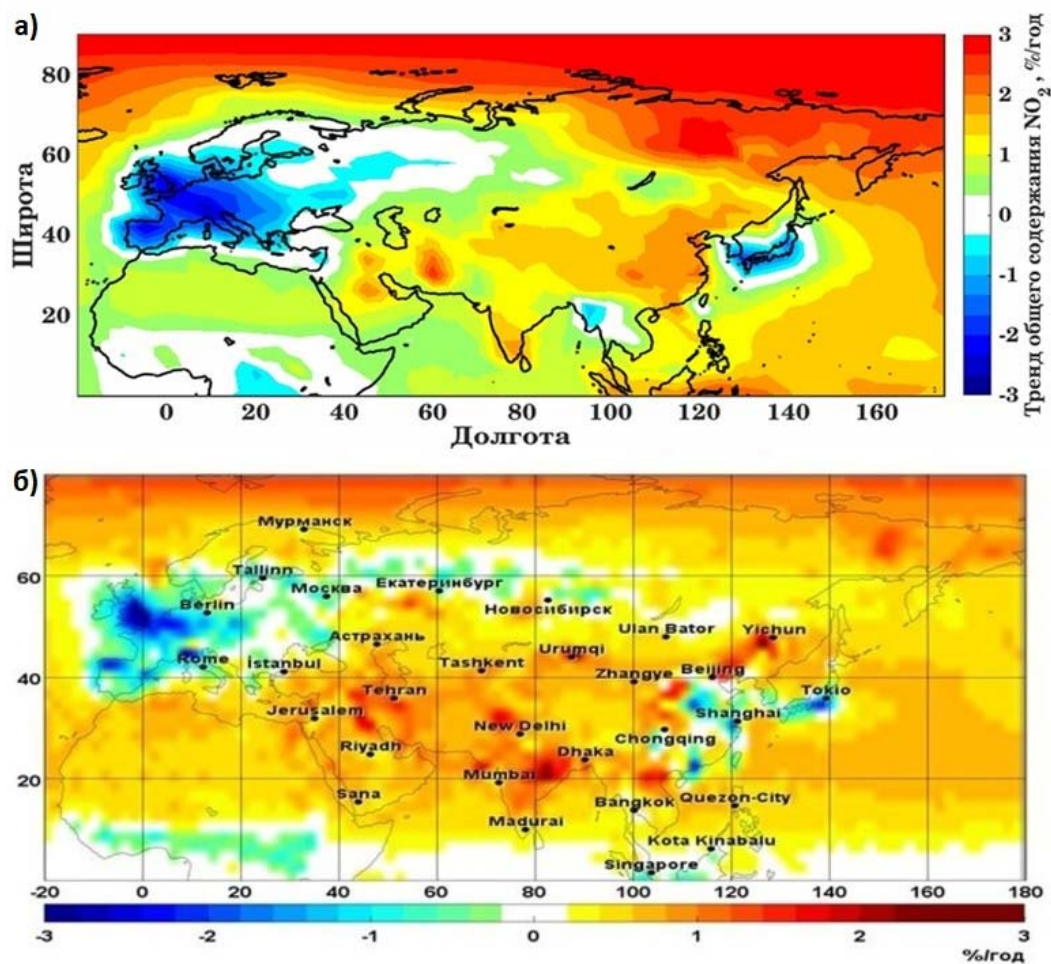 а)
80
60
40
20
Широта
0 20 40 60 80 100 120 140 160
Долгота
3
2
1
0
-1
-2
-3
Тренд общего содержания NO₂, %/год
б)
Мурманск
60
Tallinn
Москва
Екатеринбург
Berlin
Новосибирск
Ulan Bator
Yichun
Астрахань
Rome
İstanbul
Tashkent
Urumqi
Zhangye
Beijing
40
Tehran
Tokio
Jerusalem
Shanghai
New Delhi
Chongqing
Riyadh
Dhaka
20
Mumbai
Sana
Bangkok
Quezon-City
Madurai
Kota Kinabalu
Singapore
-20 0 20 40 60 80 100 120 140 160 180
-3 -2 -1 0 1 2 3
%/год